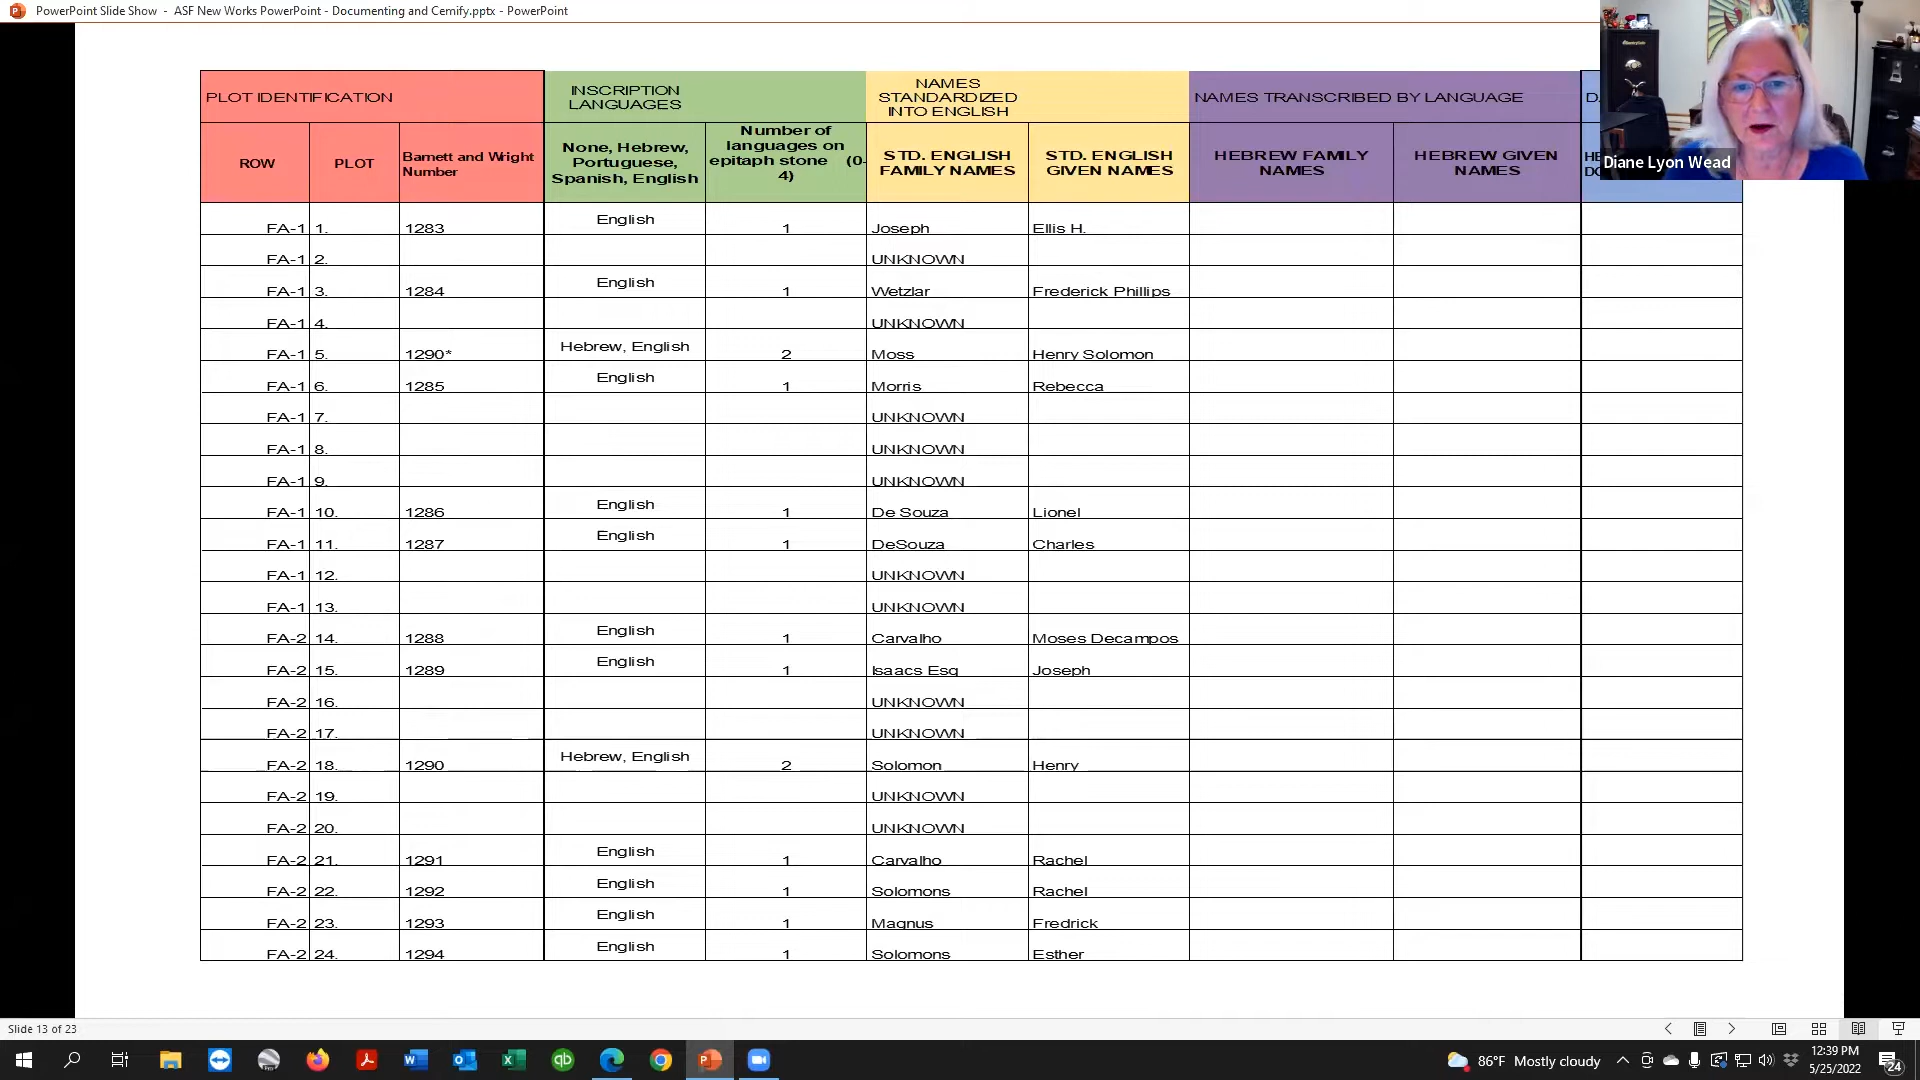 PowerPoint Slide Show - ASF New Works PowerPoint - Documenting and Cemify.pptx - PowerPoint
Diane Lyon Wead
PLOT IDENTIFICATION
INSCRIPTION
LANGUAGES
NAMES
STANDARDIZED
INTO ENGLISH
NAMES TRANSCRIBED BY LANGUAGE
ROW
PLOT
Barnett and Wright
Number
None, Hebrew,
Portuguese,
Spanish, English
Number of
languages on
epitaph stone (0-
4)
STD. ENGLISH
FAMILY NAMES
STD. ENGLISH
GIVEN NAMES
HEBREW FAMILY
NAMES
HEBREW GIVEN
NAMES
FA-1 1. 1283 English 1 Joseph Ellis H.
FA-1 2. UNKNOWN
FA-1 3. 1284 English 1 Wetzlar Frederick Phillips
FA-1 4. UNKNOWN
FA-1 5. 1290* Hebrew, English 2 Moss Henry Solomon
FA-1 6. 1285 English 1 Morris Rebecca
FA-1 7. UNKNOWN
FA-1 8. UNKNOWN
FA-1 9. UNKNOWN
FA-1 10. 1286 English 1 De Souza Lionel
FA-1 11. 1287 English 1 DeSouza Charles
FA-1 12. UNKNOWN
FA-1 13. UNKNOWN
FA-2 14. 1288 English 1 Carvalho Moses Decampos
FA-2 15. 1289 English 1 Isaacs Esq Joseph
FA-2 16. UNKNOWN
FA-2 17. UNKNOWN
FA-2 18. 1290 Hebrew, English 2 Solomon Henry
FA-2 19. UNKNOWN
FA-2 20. UNKNOWN
FA-2 21. 1291 English 1 Carvalho Rachel
FA-2 22. 1292 English 1 Solomons Rachel
FA-2 23. 1293 English 1 Magnus Fredrick
FA-2 24. 1294 English 1 Solomons Esther
Slide 13 of 23
86°F Mostly cloudy
12:39 PM
5/25/2022
24